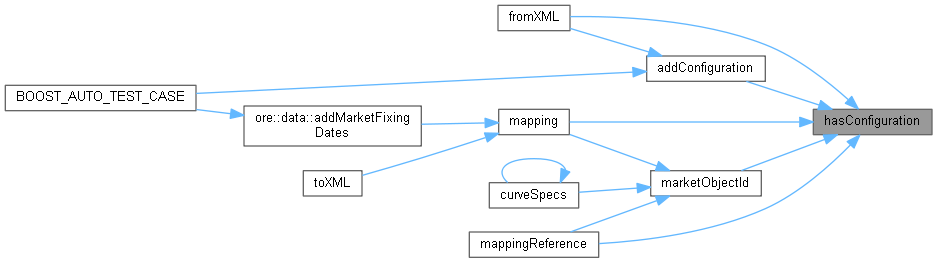 fromXML
addConfiguration
BOOST_AUTO_TEST_CASE
ore::data::addMarketFixing
Dates
mapping
hasConfiguration
toXML
curveSpecs
marketObjectId
mappingReference